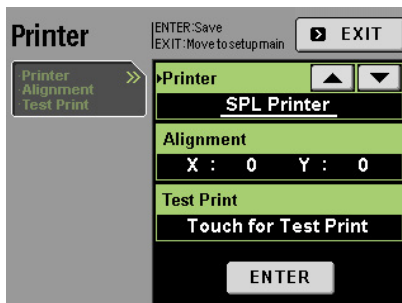 Printer
ENTER:Save
EXIT:Move to setup main
EXIT
·Printer
·Alignment
·Test Print
Printer
SPL Printer
Alignment
X : 0 Y : 0
Test Print
Touch for Test Print
ENTER